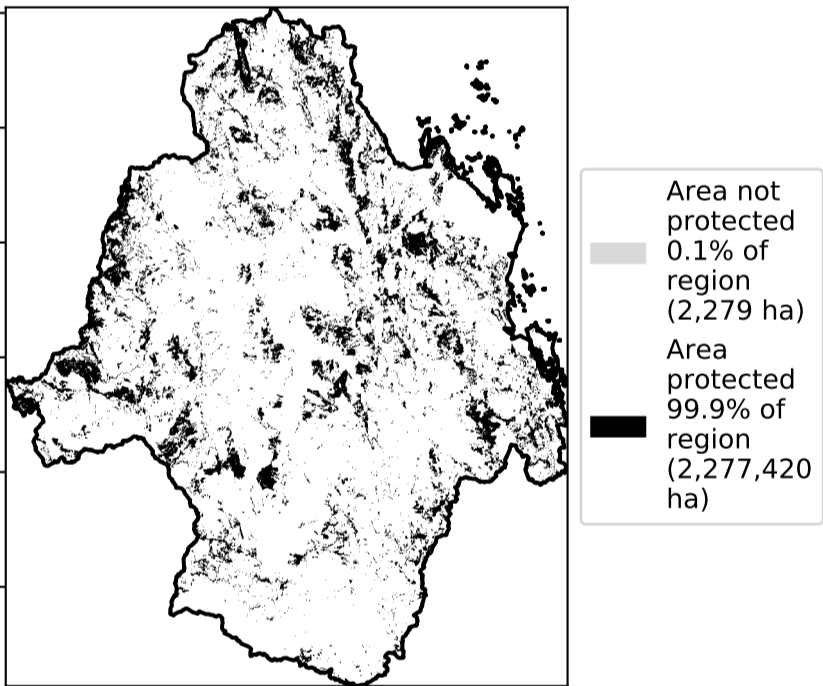 Area not
protected
0.1% of
region
(2,279 ha)
Area
protected
99.9% of
region
(2,277,420
ha)